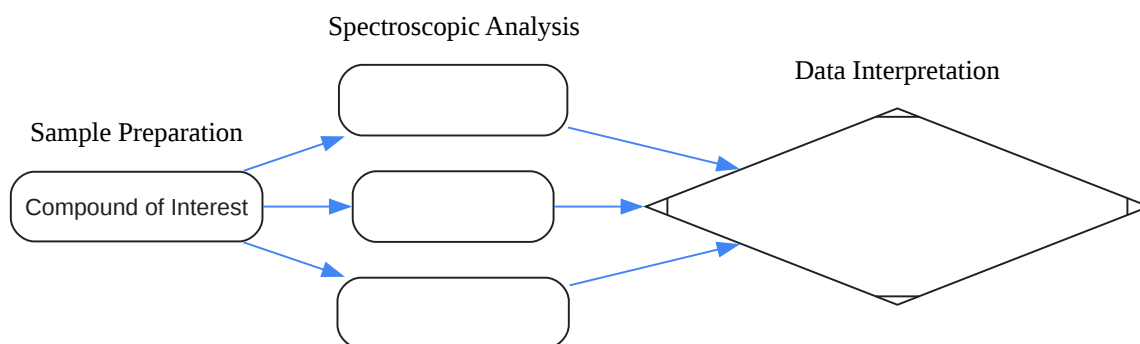 Spectroscopic Analysis
Data Interpretation
Sample Preparation
Compound of Interest